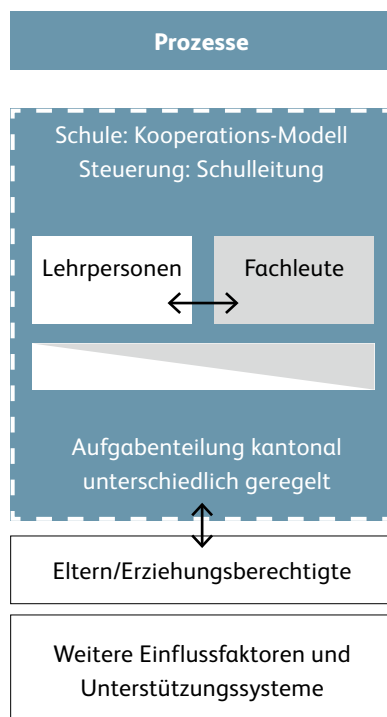 Prozesse
Schule: Kooperations-Modell
Steuerung: Schulleitung
Lehrpersonen
Fachleute
Aufgabenteilung kantonal
unterschiedlich geregelt
Eltern/Erziehungsberechtigte
Weitere Einflussfaktoren und
Unterstützungssysteme